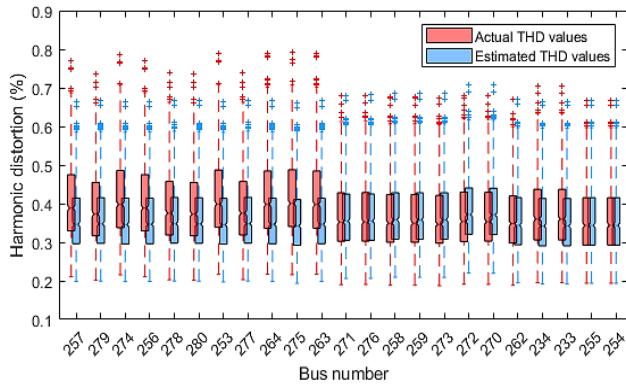 0.9
0.8
0.7
0.6
0.5
0.4
0.3
0.2
0.1
Harmonic distortion (%)
Actual THD values
Estimated THD values
257 279 274 256 278 280 253 277 264 275 263 271 276 258 259 273 272 270 262 234 233 255 254
Bus number